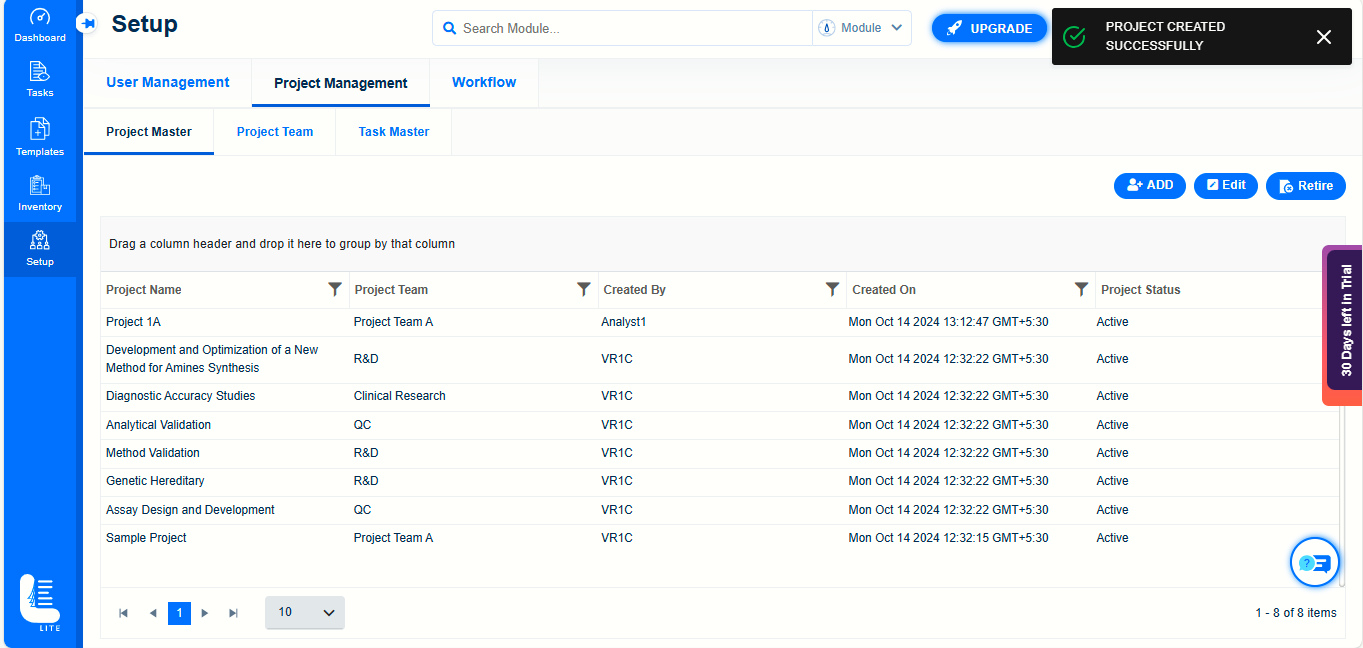 Dashboard
Tasks
Templates
Inventory
Setup
LITE
Setup
Search Module...
Module
UPGRADE
PROJECT CREATED
SUCCESSFULLY
User Management
Project Management
Workflow
Project Master
Project Team
Task Master
ADD
Edit
Retire
Drag a column header and drop it here to group by that column
Project Name Project Team Created By Created On Project Status
Project 1A Project Team A Analyst1 Mon Oct 14 2024 13:12:47 GMT+5:30 Active
Development and Optimization of a New
Method for Amines Synthesis R&D VR1C Mon Oct 14 2024 12:32:22 GMT+5:30 Active
Diagnostic Accuracy Studies Clinical Research VR1C Mon Oct 14 2024 12:32:22 GMT+5:30 Active
Analytical Validation QC VR1C Mon Oct 14 2024 12:32:22 GMT+5:30 Active
Method Validation R&D VR1C Mon Oct 14 2024 12:32:22 GMT+5:30 Active
Genetic Hereditary R&D VR1C Mon Oct 14 2024 12:32:22 GMT+5:30 Active
Assay Design and Development QC VR1C Mon Oct 14 2024 12:32:22 GMT+5:30 Active
Sample Project Project Team A VR1C Mon Oct 14 2024 12:32:15 GMT+5:30 Active
30 Days left In Trial
?
1
10
1 - 8 of 8 items